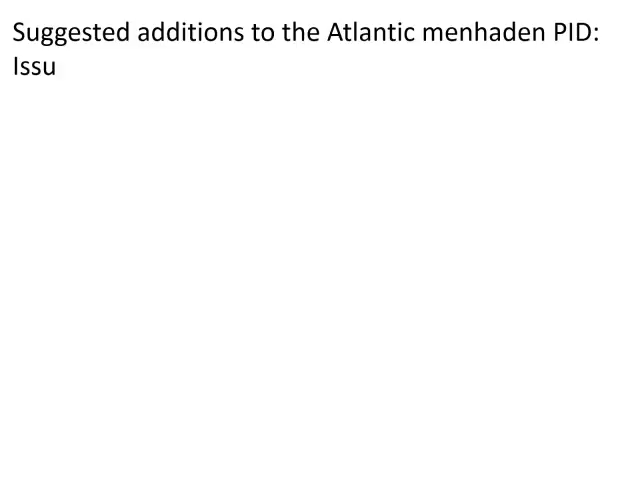 Suggested additions to the Atlantic menhaden PID:
Issu